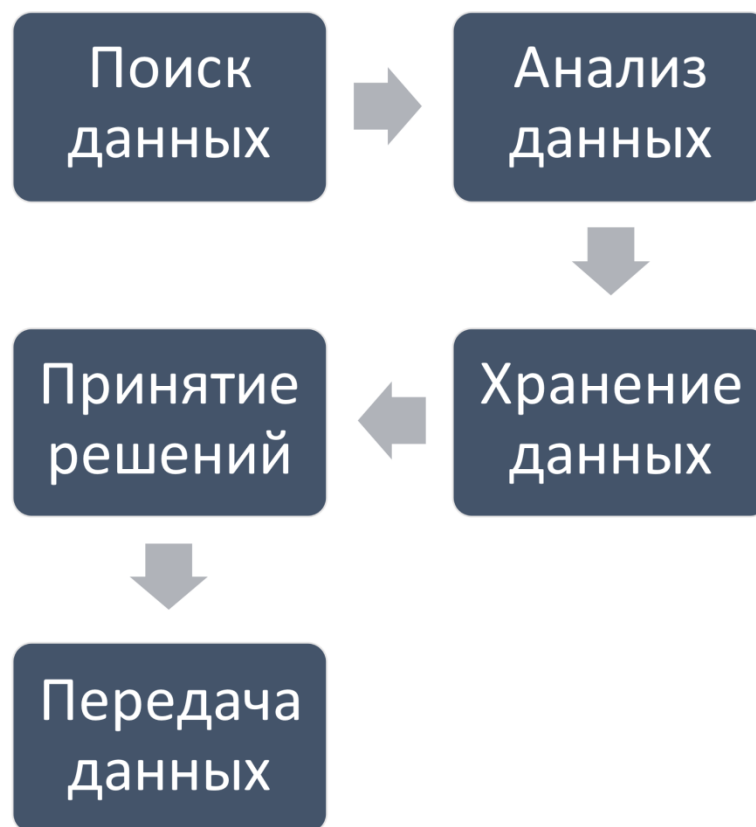 Поиск
данных
Анализ
данных
Хранение
данных
Принятие
решений
Передача
данных